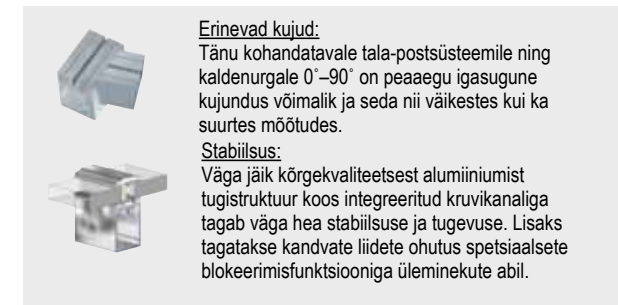 Erinevad kujud:
Tänu kohandatavale tala-postsüsteemile ning
kaldenurgale 0˚–90˚ on peaaegu igasugune
kujundus võimalik ja seda nii väikestes kui ka
suurtes mõõtudes.
Stabiilsus:
Väga jäik kõrgekvaliteetsest alumiiniumist
tugistruktuur koos integreeritud kruvikanaliga
tagab väga hea stabiilsuse ja tugevuse. Lisaks
tagatakse kandvate liidete ohutus spetsiaalsete
blokeerimisfunktsiooniga üleminekute abil.